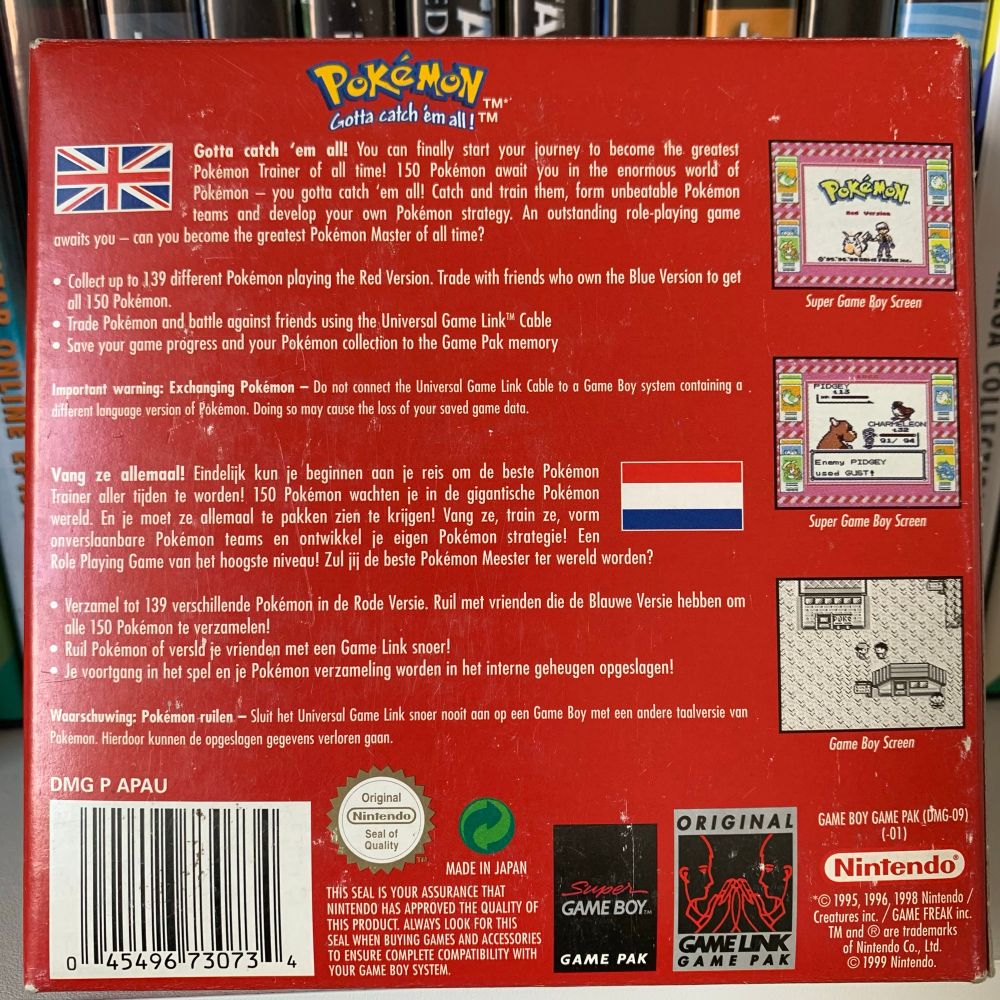 POKéMON TM*
Gotta catch 'em all! TM
Gotta catch 'em all! You can finally start your journey to become the greatest
Pokémon Trainer of all time! 150 Pokémon await you in the enormous world of
Pokémon – you gotta catch 'em all! Catch and train them, form unbeatable Pokémon
teams and develop your own Pokémon strategy. An outstanding role-playing game
awaits you – can you become the greatest Pokémon Master of all time?
• Collect up to 139 different Pokémon playing the Red Version. Trade with friends who own the Blue Version to get
all 150 Pokémon.
• Trade Pokémon and battle against friends using the Universal Game Link™ Cable
• Save your game progress and your Pokémon collection to the Game Pak memory
Important warning: Exchanging Pokémon – Do not connect the Universal Game Link Cable to a Game Boy system containing a
different language version of Pokémon. Doing so may cause the loss of your saved game data.
Vang ze allemaal! Eindelijk kun je beginnen aan je reis om de beste Pokémon
Trainer aller tijden te worden! 150 Pokémon wachten je in de gigantische Pokémon
wereld. En je moet ze allemaal te pakken zien te krijgen! Vang ze, train ze, vorm
onverslaanbare Pokémon teams en ontwikkel je eigen Pokémon strategie! Een
Role Playing Game van het hoogste niveau! Zul jij de beste Pokémon Meester ter wereld worden?
• Verzamel tot 139 verschillende Pokémon in de Rode Versie. Ruil met vrienden die de Blauwe Versie hebben om
alle 150 Pokémon te verzamelen!
• Ruil Pokémon of versla je vrienden met een Game Link snoer!
• Je voortgang in het spel en je Pokémon verzameling worden in het interne geheugen opgeslagen!
Waarschuwing: Pokémon ruilen – Sluit het Universal Game Link snoer nooit aan op een Game Boy met een andere taalversie van
Pokémon. Hierdoor kunnen de opgeslagen gegevens verloren gaan.
POKéMON
Red Version
©'95.'96.'98 GAME FREAK inc.
Super Game Boy Screen
PIDGEY
:L13
CHARMELEON
:L32
91/ 94
Enemy PIDGEY
used GUST!
Super Game Boy Screen
POKé
Game Boy Screen
DMG P APAU
0 45496 73073 4
Original
Nintendo
Seal of
Quality
TM
MADE IN JAPAN
THIS SEAL IS YOUR ASSURANCE THAT
NINTENDO HAS APPROVED THE QUALITY OF
THIS PRODUCT. ALWAYS LOOK FOR THIS
SEAL WHEN BUYING GAMES AND ACCESSORIES
TO ENSURE COMPLETE COMPATIBILITY WITH
YOUR GAME BOY SYSTEM.
Super
GAME BOY™
GAME PAK
ORIGINAL
GAME LINK
GAME PAK
GAME BOY GAME PAK (DMG-09)
(-01)
Nintendo®
*© 1995, 1996, 1998 Nintendo /
Creatures inc. / GAME FREAK inc.
TM and ® are trademarks
of Nintendo Co., Ltd.
© 1999 Nintendo.